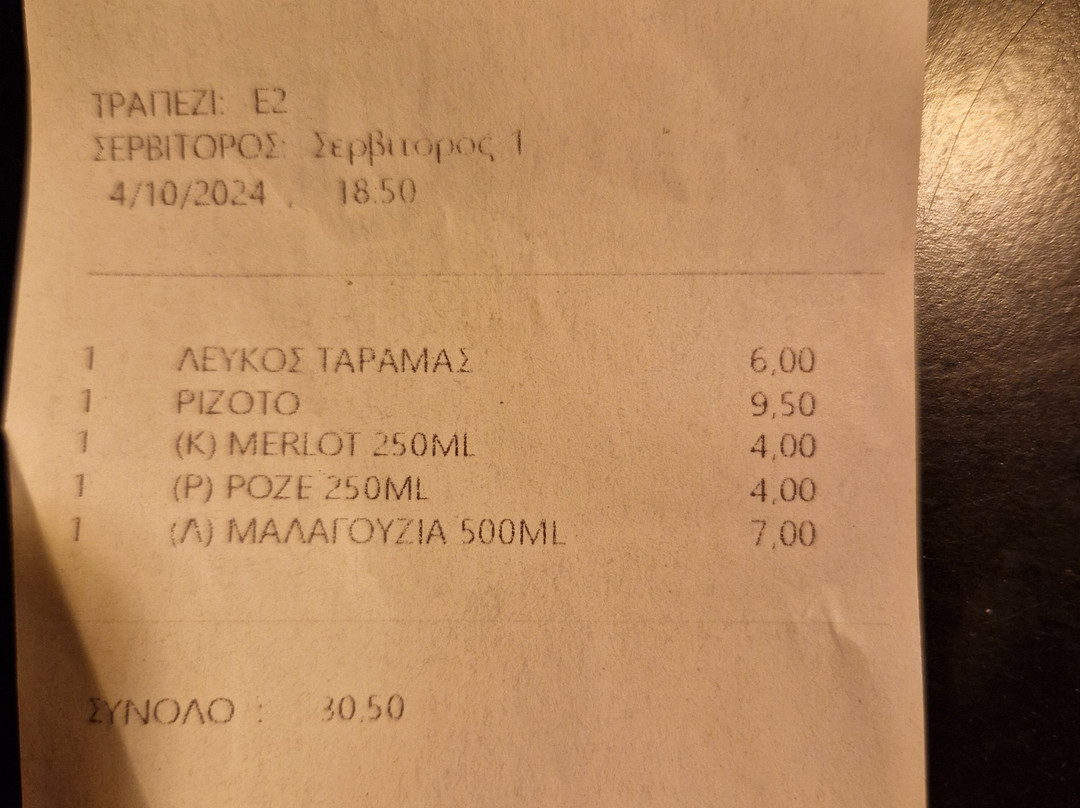 ΤΡΑΠΕΖΙ: Ε2
ΣΕΡΒΙΤΟΡΟΣ: Σερβιτορος 1
4/10/2024 , 18:50
1 ΛΕΥΚΟΣ ΤΑΡΑΜΑΣ 6,00
1 ΡΙΖΟΤΟ 9,50
1 (Κ) MERLOT 250ML 4,00
1 (Ρ) ΡΟΖΕ 250ML 4,00
1 (Λ) ΜΑΛΑΓΟΥΖΙΑ 500ML 7,00
ΣΥΝΟΛΟ : 30,50